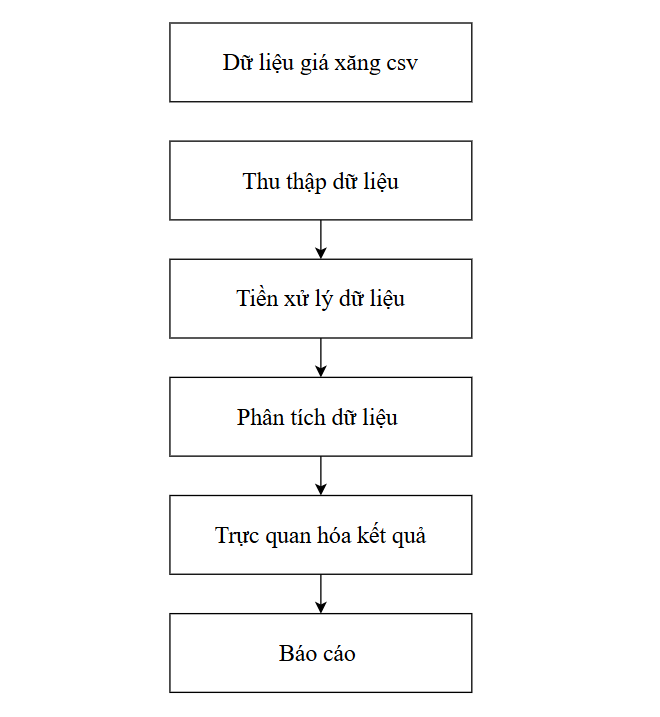 Dữ liệu giá xăng csv
Thu thập dữ liệu
Tiền xử lý dữ liệu
Phân tích dữ liệu
Trực quan hóa kết quả
Báo cáo